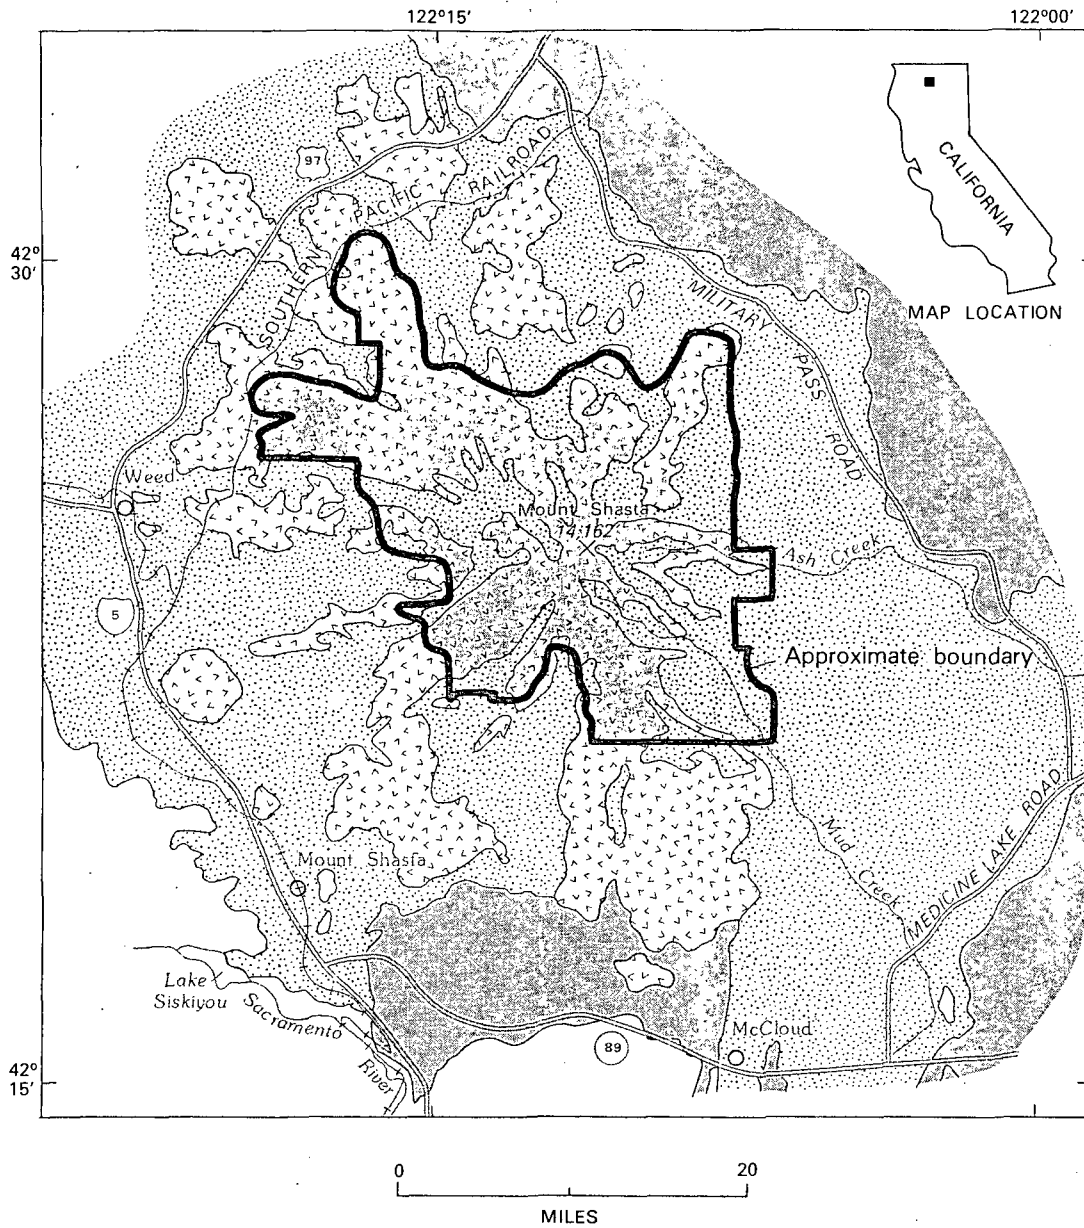 122°15'
122°00'
97
SOUTHERN PACIFIC RAILROAD
CALIFORNIA
42°
30'
MAP LOCATION
MILITARY PASS ROAD
Weed
Mount Shasta
14,162
Ash Creek
5
Approximate boundary
Mud Creek
MEDICINE LAKE ROAD
Mount Shasta
Lake
Siskiyou
Sacramento River
McCloud
89
42°
15'
0 20
MILES